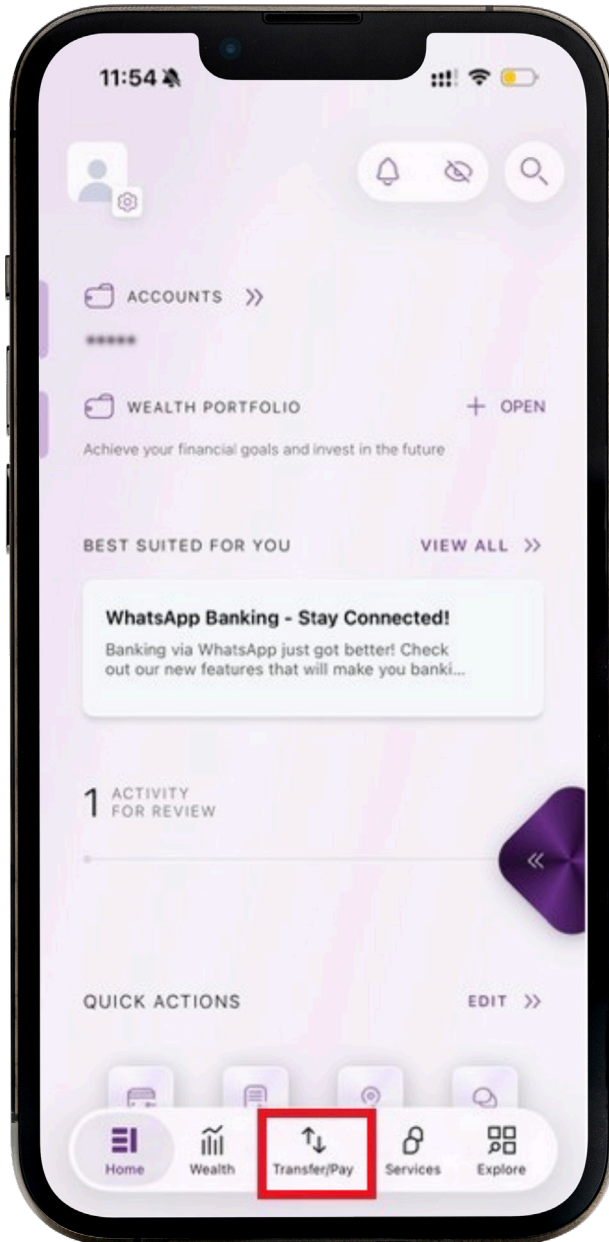 11:54
ACCOUNTS
*****
WEALTH PORTFOLIO
+ OPEN
Achieve your financial goals and invest in the future
BEST SUITED FOR YOU
VIEW ALL
WhatsApp Banking - Stay Connected!
Banking via WhatsApp just got better! Check
out our new features that will make you banki...
1 ACTIVITY
FOR REVIEW
QUICK ACTIONS
EDIT
Home Wealth Transfer/Pay Services Explore